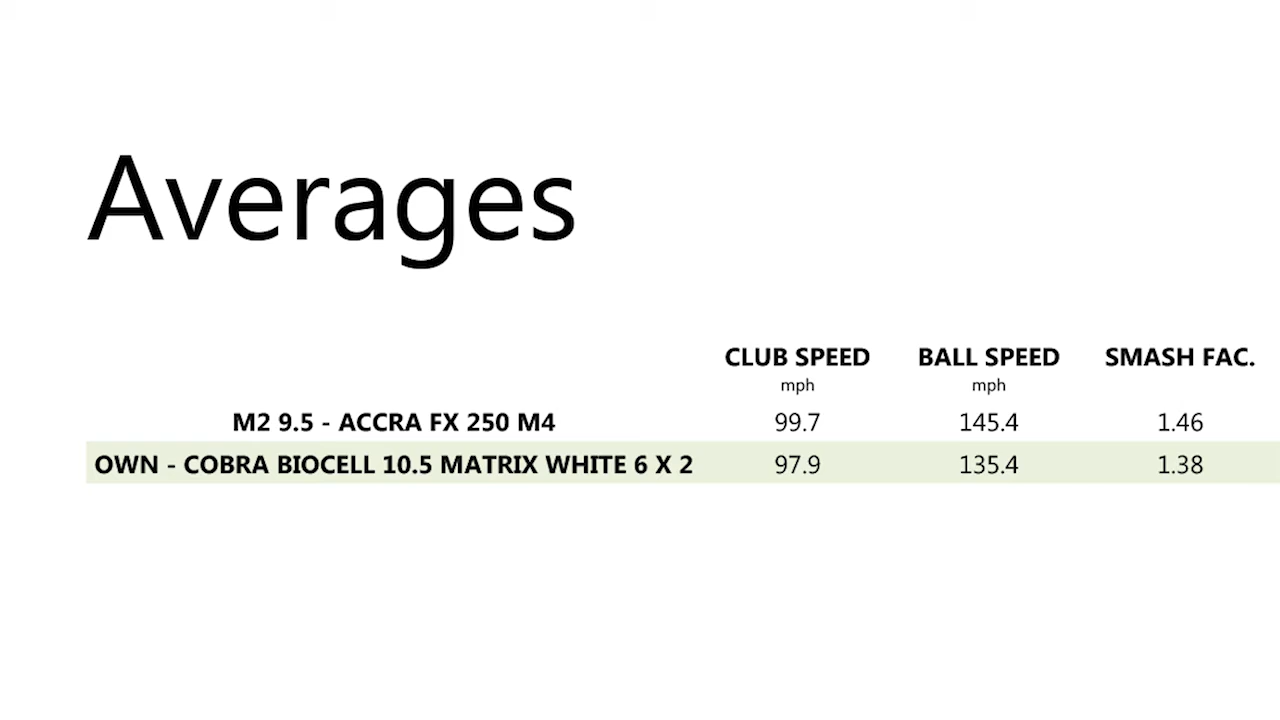 Averages
CLUB SPEED BALL SPEED SMASH FAC.
mph mph
M2 9.5 - ACCRA FX 250 M4 99.7 145.4 1.46
OWN - COBRA BIOCELL 10.5 MATRIX WHITE 6 X 2 97.9 135.4 1.38